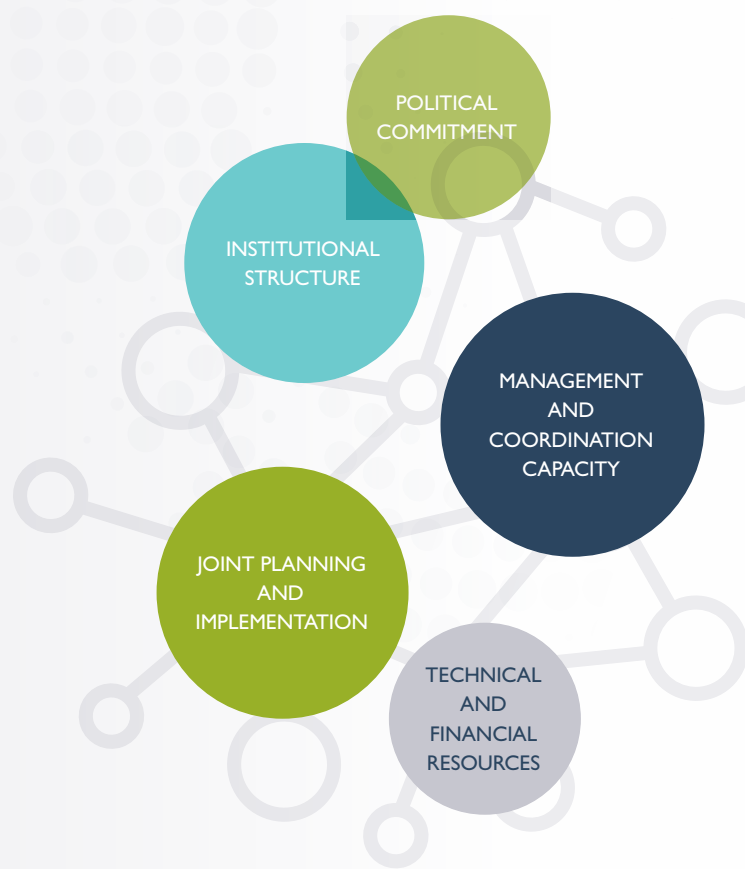 POLITICAL
COMMITMENT
INSTITUTIONAL
STRUCTURE
MANAGEMENT
AND
COORDINATION
CAPACITY
JOINT PLANNING
AND
IMPLEMENTATION
TECHNICAL
AND
FINANCIAL
RESOURCES